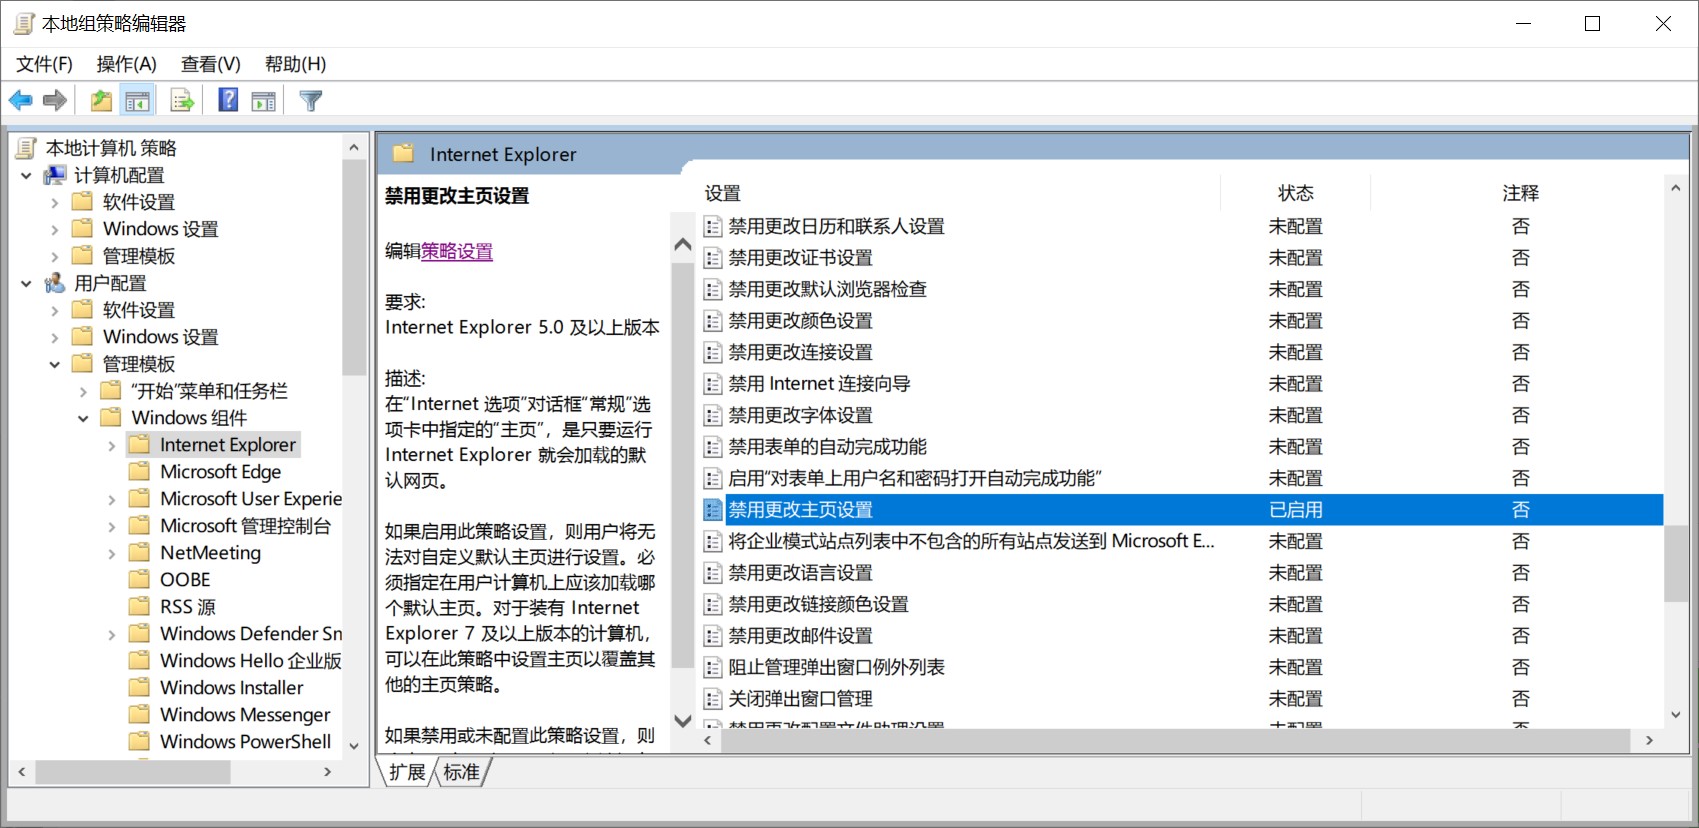 本地组策略编辑器
文件(F) 操作(A) 查看(V) 帮助(H)
本地计算机 策略
计算机配置
软件设置
Windows 设置
管理模板
用户配置
软件设置
Windows 设置
管理模板
“开始”菜单和任务栏
Windows 组件
Internet Explorer
Microsoft Edge
Microsoft User Experie
Microsoft 管理控制台
NetMeeting
OOBE
RSS 源
Windows Defender Sn
Windows Hello 企业版
Windows Installer
Windows Messenger
Windows PowerShell
Internet Explorer
禁用更改主页设置
编辑策略设置
要求:
Internet Explorer 5.0 及以上版本
描述:
在“Internet 选项”对话框“常规”选
项卡中指定的“主页”，是只要运行
Internet Explorer 就会加载的默
认网页。
如果启用此策略设置，则用户将无
法对自定义默认主页进行设置。必
须指定在用户计算机上应该加载哪
个默认主页。对于装有 Internet
Explorer 7 及以上版本的计算机，
可以在此策略中设置主页以覆盖其
他的主页策略。
如果禁用或未配置此策略设置，则
设置 状态 注释
禁用更改日历和联系人设置 未配置 否
禁用更改证书设置 未配置 否
禁用更改默认浏览器检查 未配置 否
禁用更改颜色设置 未配置 否
禁用更改连接设置 未配置 否
禁用 Internet 连接向导 未配置 否
禁用更改字体设置 未配置 否
禁用表单的自动完成功能 未配置 否
启用“对表单上用户名和密码打开自动完成功能” 未配置 否
禁用更改主页设置 已启用 否
将企业模式站点列表中不包含的所有站点发送到 Microsoft E... 未配置 否
禁用更改语言设置 未配置 否
禁用更改链接颜色设置 未配置 否
禁用更改邮件设置 未配置 否
阻止管理弹出窗口例外列表 未配置 否
关闭弹出窗口管理 未配置 否
禁用更改配置文件助理设置 未配置 否
扩展 标准